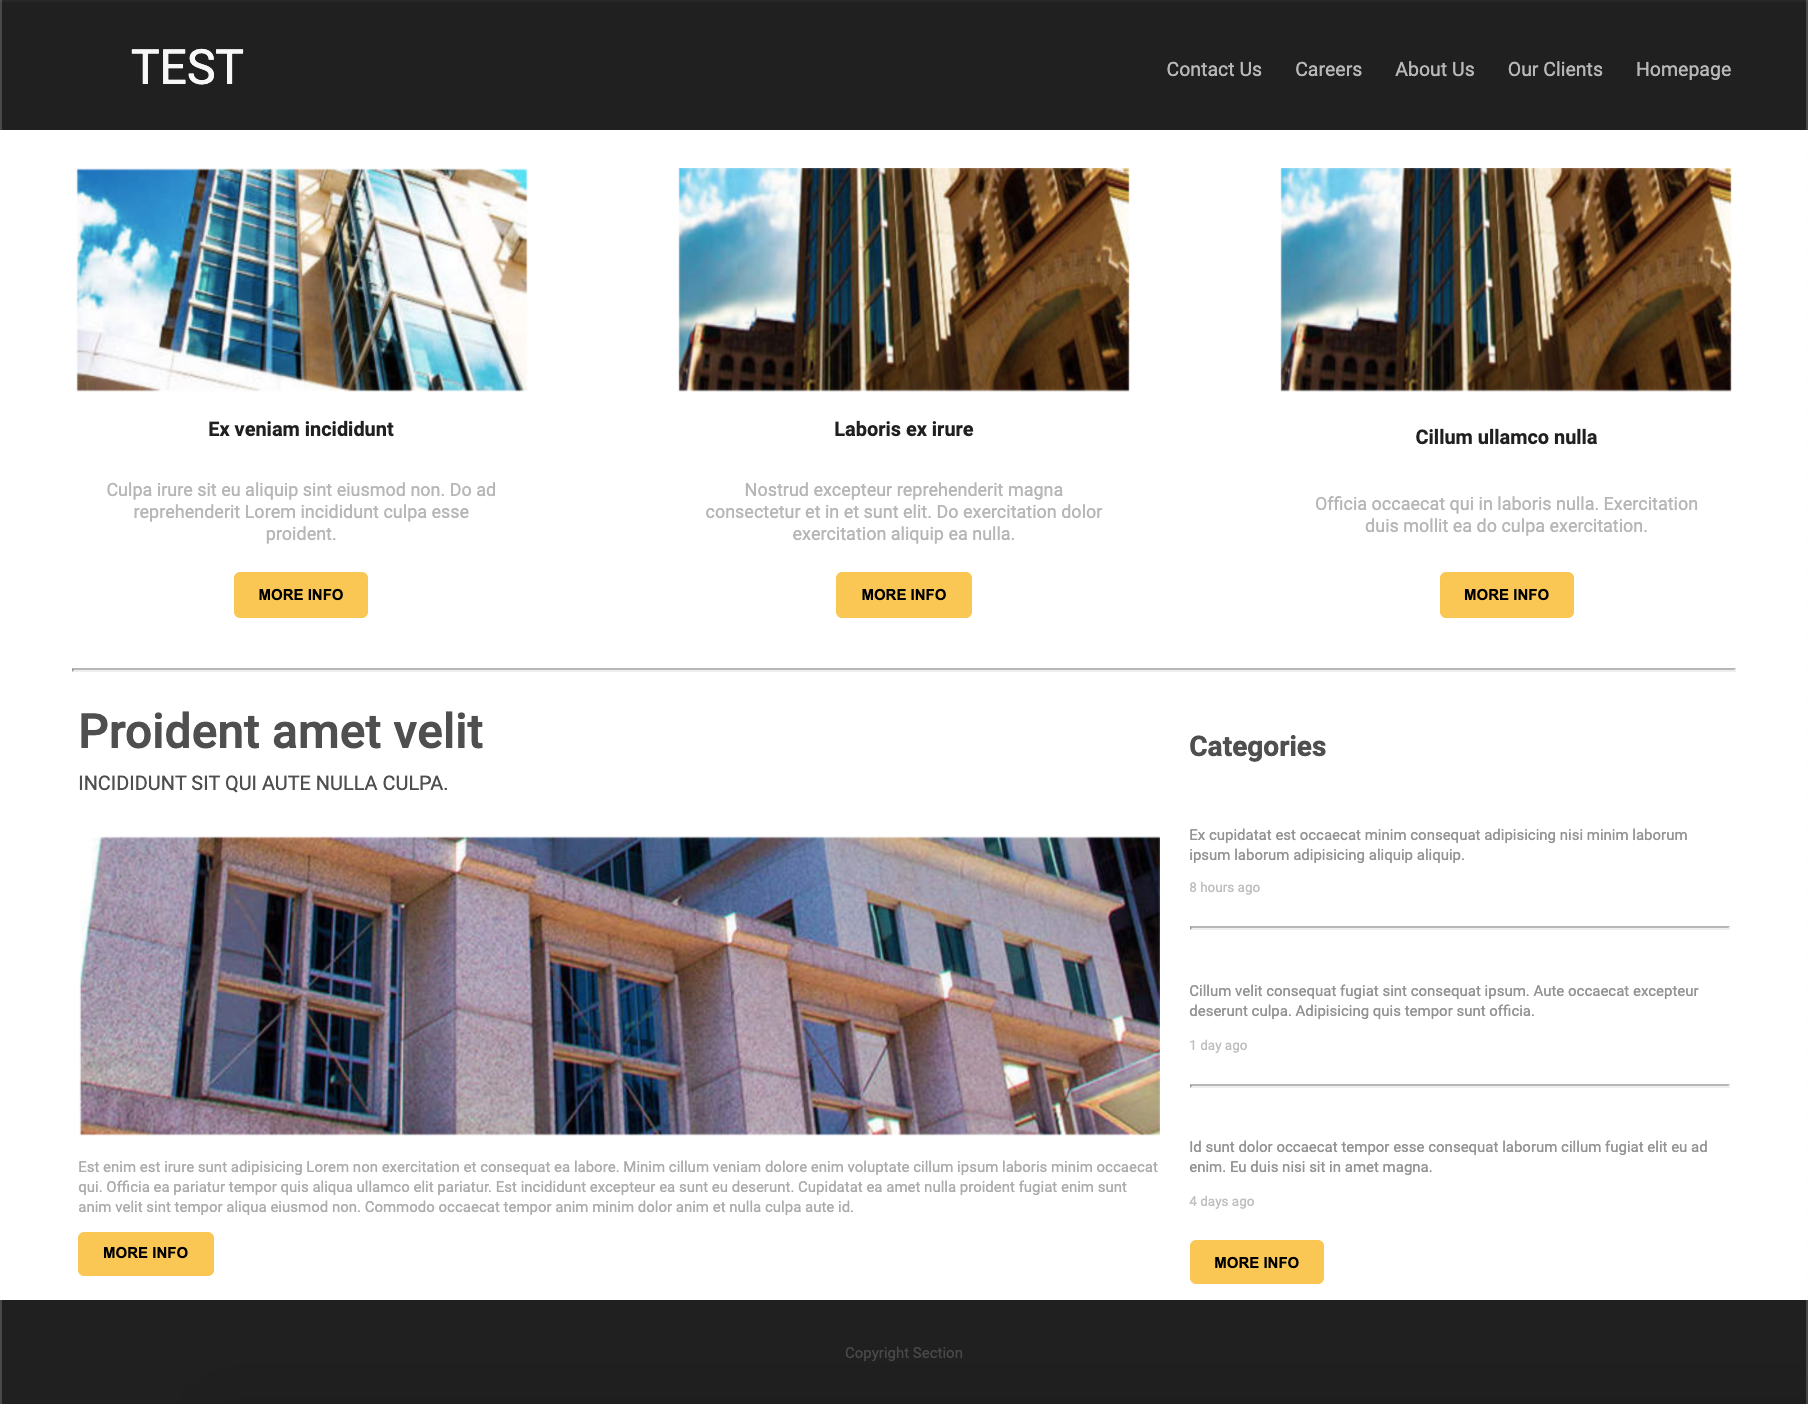 TEST
Contact Us
Careers
About Us
Our Clients
Homepage
Ex veniam incididunt
Culpa irure sit eu aliquip sint eiusmod non. Do ad
reprehenderit Lorem incididunt culpa esse
proident.
MORE INFO
Laboris ex irure
Nostrud excepteur reprehenderit magna
consectetur et in et sunt elit. Do exercitation dolor
exercitation aliquip ea nulla.
MORE INFO
Cillum ullamco nulla
Officia occaecat qui in laboris nulla. Exercitation
duis mollit ea do culpa exercitation.
MORE INFO
Proident amet velit
INCIDIDUNT SIT QUI AUTE NULLA CULPA.
Est enim est irure sunt adipisicing Lorem non exercitation et consequat ea labore. Minim cillum veniam dolore enim voluptate cillum ipsum laboris minim occaecat
qui. Officia ea pariatur tempor quis aliqua ullamco elit pariatur. Est incididunt excepteur ea sunt eu deserunt. Cupidatat ea amet nulla proident fugiat enim sunt
anim velit sint tempor aliqua eiusmod non. Commodo occaecat tempor anim minim dolor anim et nulla culpa aute id.
MORE INFO
Categories
Ex cupidatat est occaecat minim consequat adipisicing nisi minim laborum
ipsum laborum adipisicing aliquip aliquip.
8 hours ago
Cillum velit consequat fugiat sint consequat ipsum. Aute occaecat excepteur
deserunt culpa. Adipisicing quis tempor sunt officia.
1 day ago
Id sunt dolor occaecat tempor esse consequat laborum cillum fugiat elit eu ad
enim. Eu duis nisi sit in amet magna.
4 days ago
MORE INFO
Copyright Section